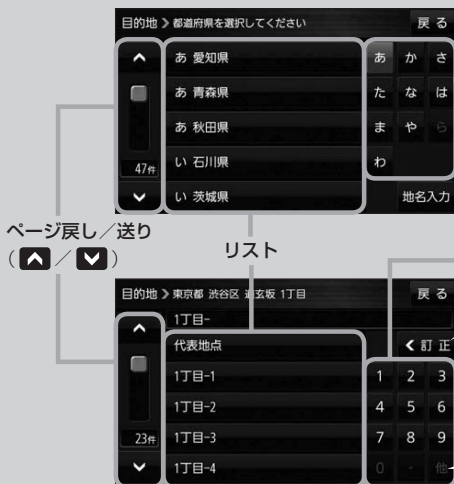 目的地 》都道府県を選択してください 戻 る
あ 愛知県 あ か さ
あ 青森県 た な は
あ 秋田県 ま や ら
い 石川県 わ
47件
い 茨城県 地名入力
ページ戻し／送り
（ ／ ）
リスト
目的地 》東京都 渋谷区 道玄坂 1丁目 戻 る
1丁目-
代表地点 訂 正
1丁目-1 1 2 3
1丁目-2 4 5 6
23件 1丁目-3 7 8 9
1丁目-4 0 - 他